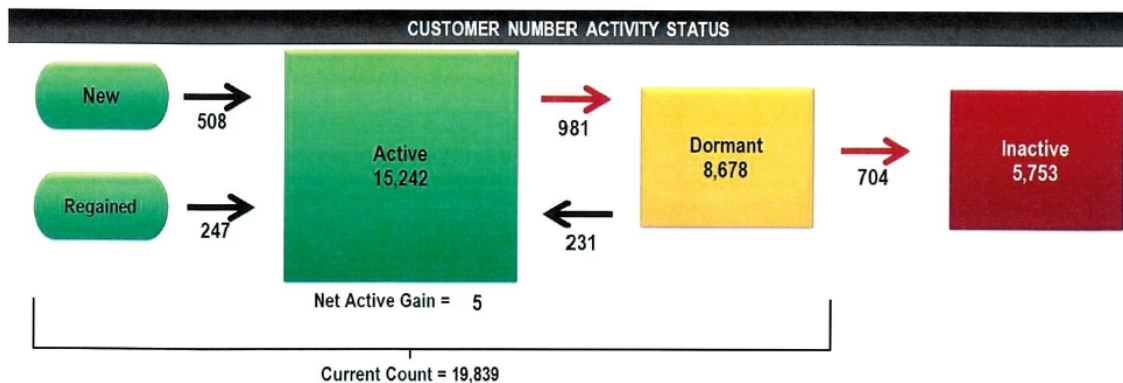 CUSTOMER NUMBER ACTIVITY STATUS
New
508
Regained
247
Active
15,242
981
231
Dormant
8,678
704
Inactive
5,753
Net Active Gain = 5
Current Count = 19,839